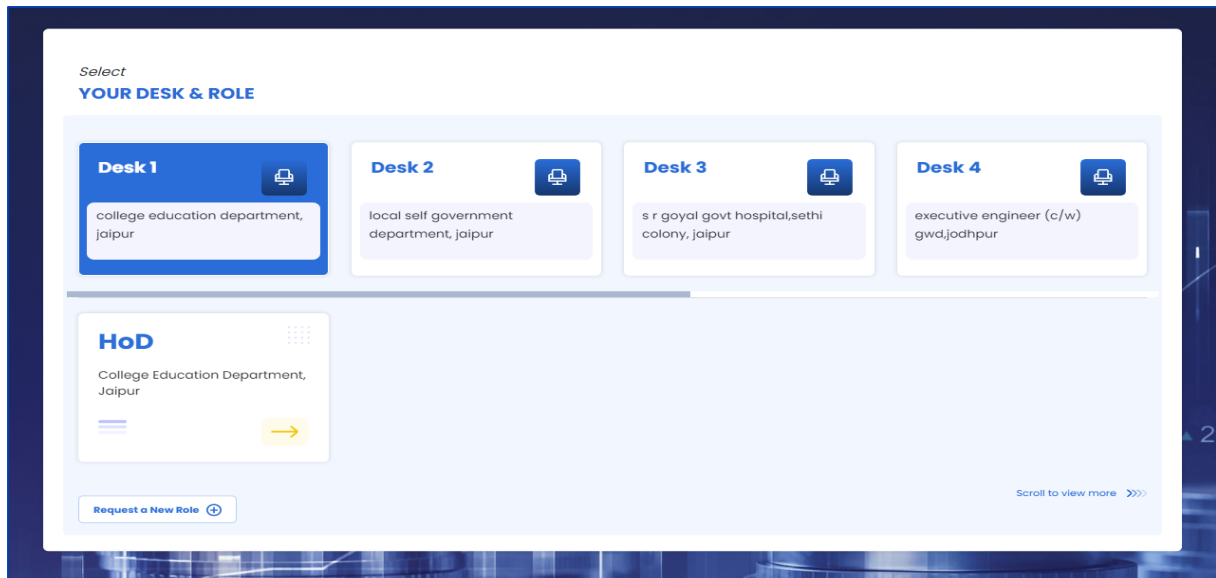 Select
YOUR DESK & ROLE
Desk 1
college education department,
jaipur
Desk 2
local self government
department, jaipur
Desk 3
s r goyal govt hospital,sethi
colony, jaipur
Desk 4
executive engineer (c/w)
gwd,jodhpur
HoD
College Education Department,
Jaipur
2
Scroll to view more
Request a New Role